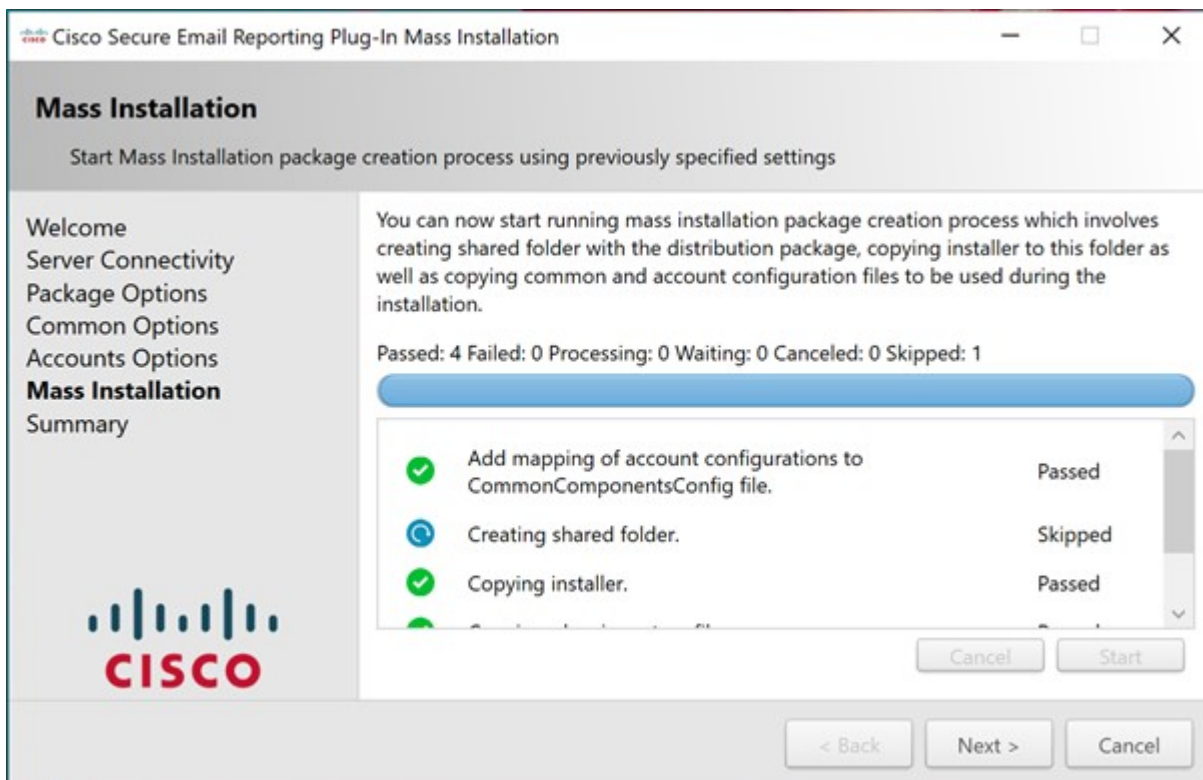 CISCO Cisco Secure Email Reporting Plug-In Mass Installation
Mass Installation
Start Mass Installation package creation process using previously specified settings
Welcome
Server Connectivity
Package Options
Common Options
Accounts Options
Mass Installation
Summary
CISCO
You can now start running mass installation package creation process which involves
creating shared folder with the distribution package, copying installer to this folder as
well as copying common and account configuration files to be used during the
installation.
Passed: 4 Failed: 0 Processing: 0 Waiting: 0 Canceled: 0 Skipped: 1
Add mapping of account configurations to
CommonComponentsConfig file.
Passed
Creating shared folder.
Skipped
Copying installer.
Passed
Cancel
Start
< Back
Next >
Cancel